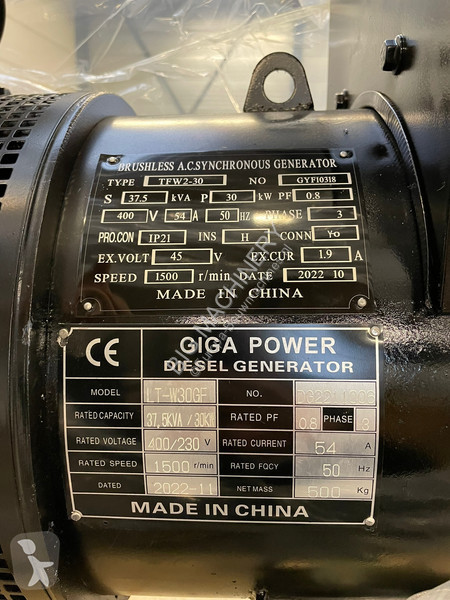 BRUSHLESS A.C.SYNCHRONOUS GENERATOR
TYPE TFW2-30 NO GYF10318
S 37.5 kVA P 30 kW PF 0.8
400 V 54 A 50 HZ PHASE 3
PRO.CON IP21 INS H CONN Yo
EX.VOLT 45 V EX.CUR 1.9 A
SPEED 1500 r/min DATE 2022 10
MADE IN CHINA
CE GIGA POWER
DIESEL GENERATOR
MODEL LT-W30GF NO.
RATED CAPACITY 37,5KVA / 30KW RATED PF 0.8 PHASE 3
RATED VOLTAGE 400/230 V RATED CURRENT 54 A
RATED SPEED 1500 r/min RATED FQCY 50 Hz
DATED 2022-11 NET MASS 500 Kg
MADE IN CHINA